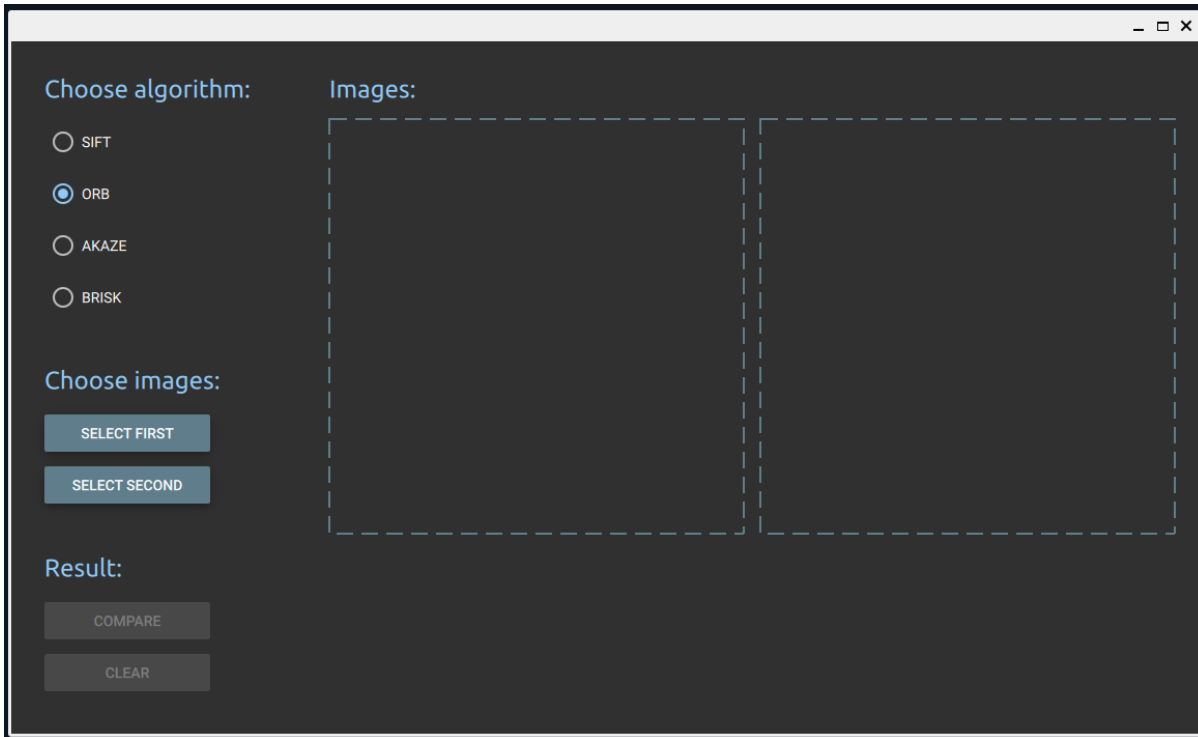 Choose algorithm:
SIFT
ORB
AKAZE
BRISK
Choose images:
SELECT FIRST
SELECT SECOND
Result:
COMPARE
CLEAR
Images: